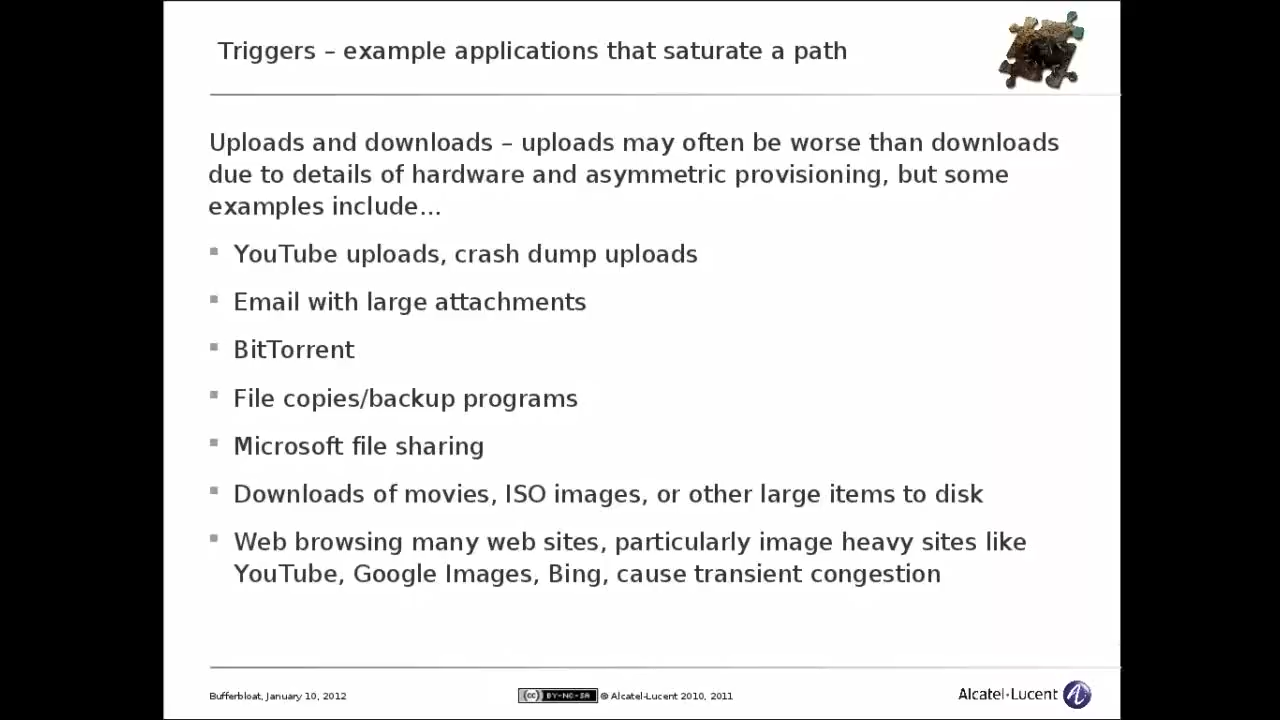 Triggers – example applications that saturate a path
Uploads and downloads – uploads may often be worse than downloads
due to details of hardware and asymmetric provisioning, but some
examples include...
▪ YouTube uploads, crash dump uploads
▪ Email with large attachments
▪ BitTorrent
▪ File copies/backup programs
▪ Microsoft file sharing
▪ Downloads of movies, ISO images, or other large items to disk
▪ Web browsing many web sites, particularly image heavy sites like
YouTube, Google Images, Bing, cause transient congestion
Bufferbloat, January 10, 2012
(cc) BY-NC-SA © Alcatel-Lucent 2010, 2011
Alcatel·Lucent